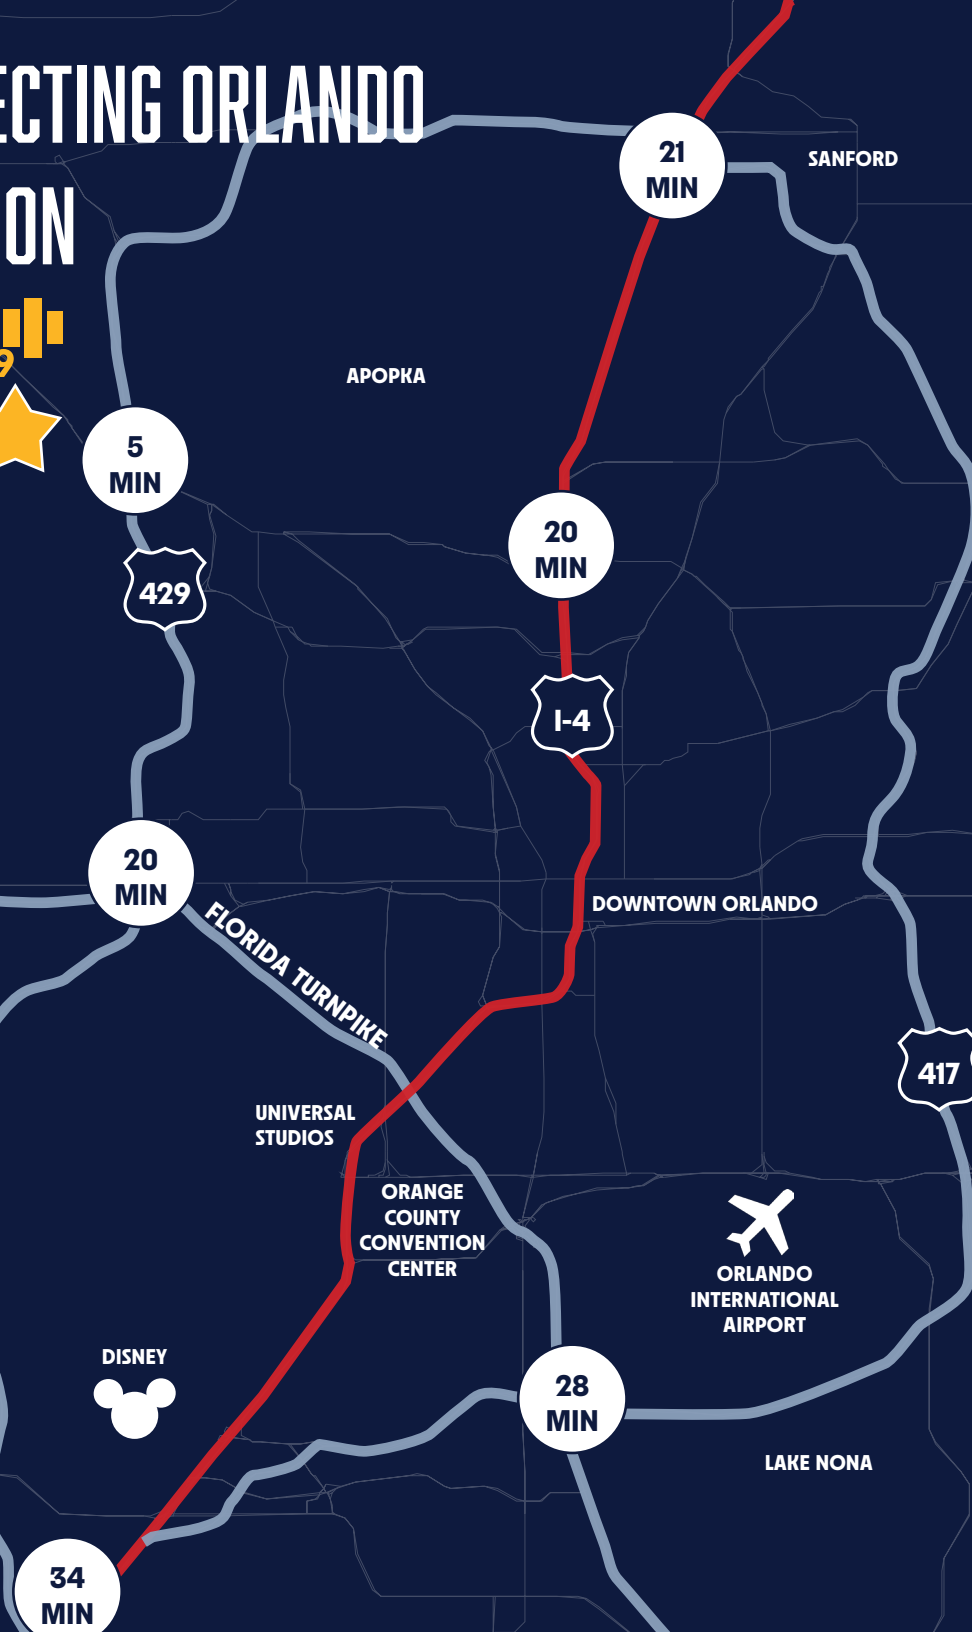 ECTING ORLANDO
ON
9
21
MIN
SANFORD
APOPKA
5
MIN
20
MIN
429
I-4
20
MIN
DOWNTOWN ORLANDO
FLORIDA TURNPIKE
417
UNIVERSAL
STUDIOS
ORANGE
COUNTY
CONVENTION
CENTER
ORLANDO
INTERNATIONAL
AIRPORT
DISNEY
28
MIN
LAKE NONA
34
MIN